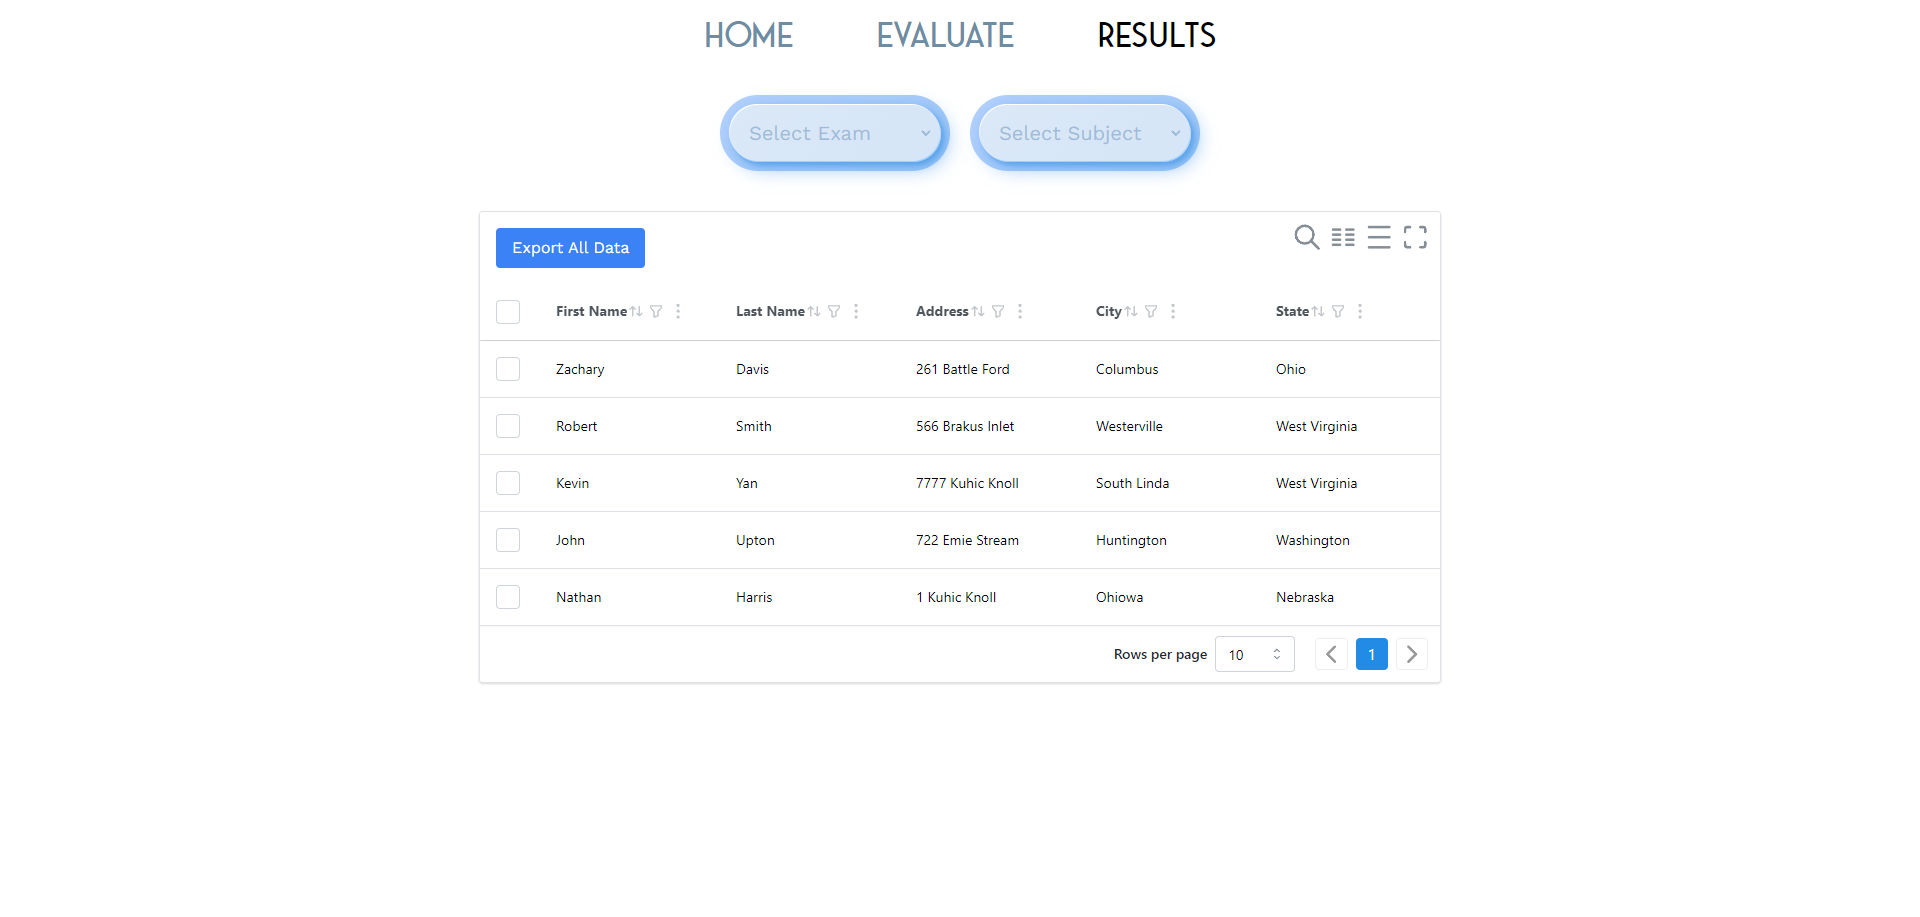 HOME EVALUATE RESULTS
Select Exam Select Subject
Export All Data
First Name Last Name Address City State
Zachary Davis 261 Battle Ford Columbus Ohio
Robert Smith 566 Brakus Inlet Westerville West Virginia
Kevin Yan 7777 Kuhic Knoll South Linda West Virginia
John Upton 722 Emie Stream Huntington Washington
Nathan Harris 1 Kuhic Knoll Ohiowa Nebraska
Rows per page 10 1